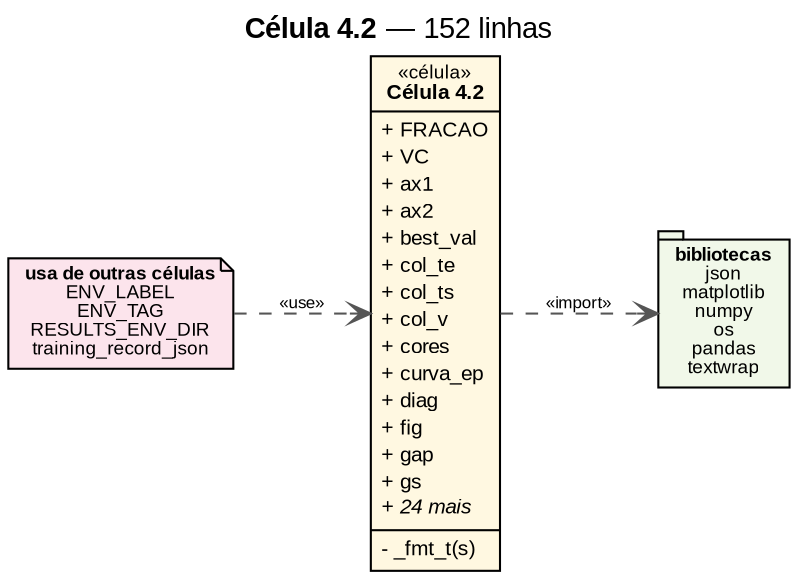 Célula 4.2 — 152 linhas
«célula»
Célula 4.2
+ FRACAO
+ VC
+ ax1
+ ax2
+ best_val
+ col_te
+ col_ts
+ col_v
+ cores
+ curva_ep
+ diag
+ fig
+ gap
+ gs
+ 24 mais
- _fmt_t(s)
usa de outras células
ENV_LABEL
ENV_TAG
RESULTS_ENV_DIR
training_record_json
«use»
«import»
bibliotecas
json
matplotlib
numpy
os
pandas
textwrap